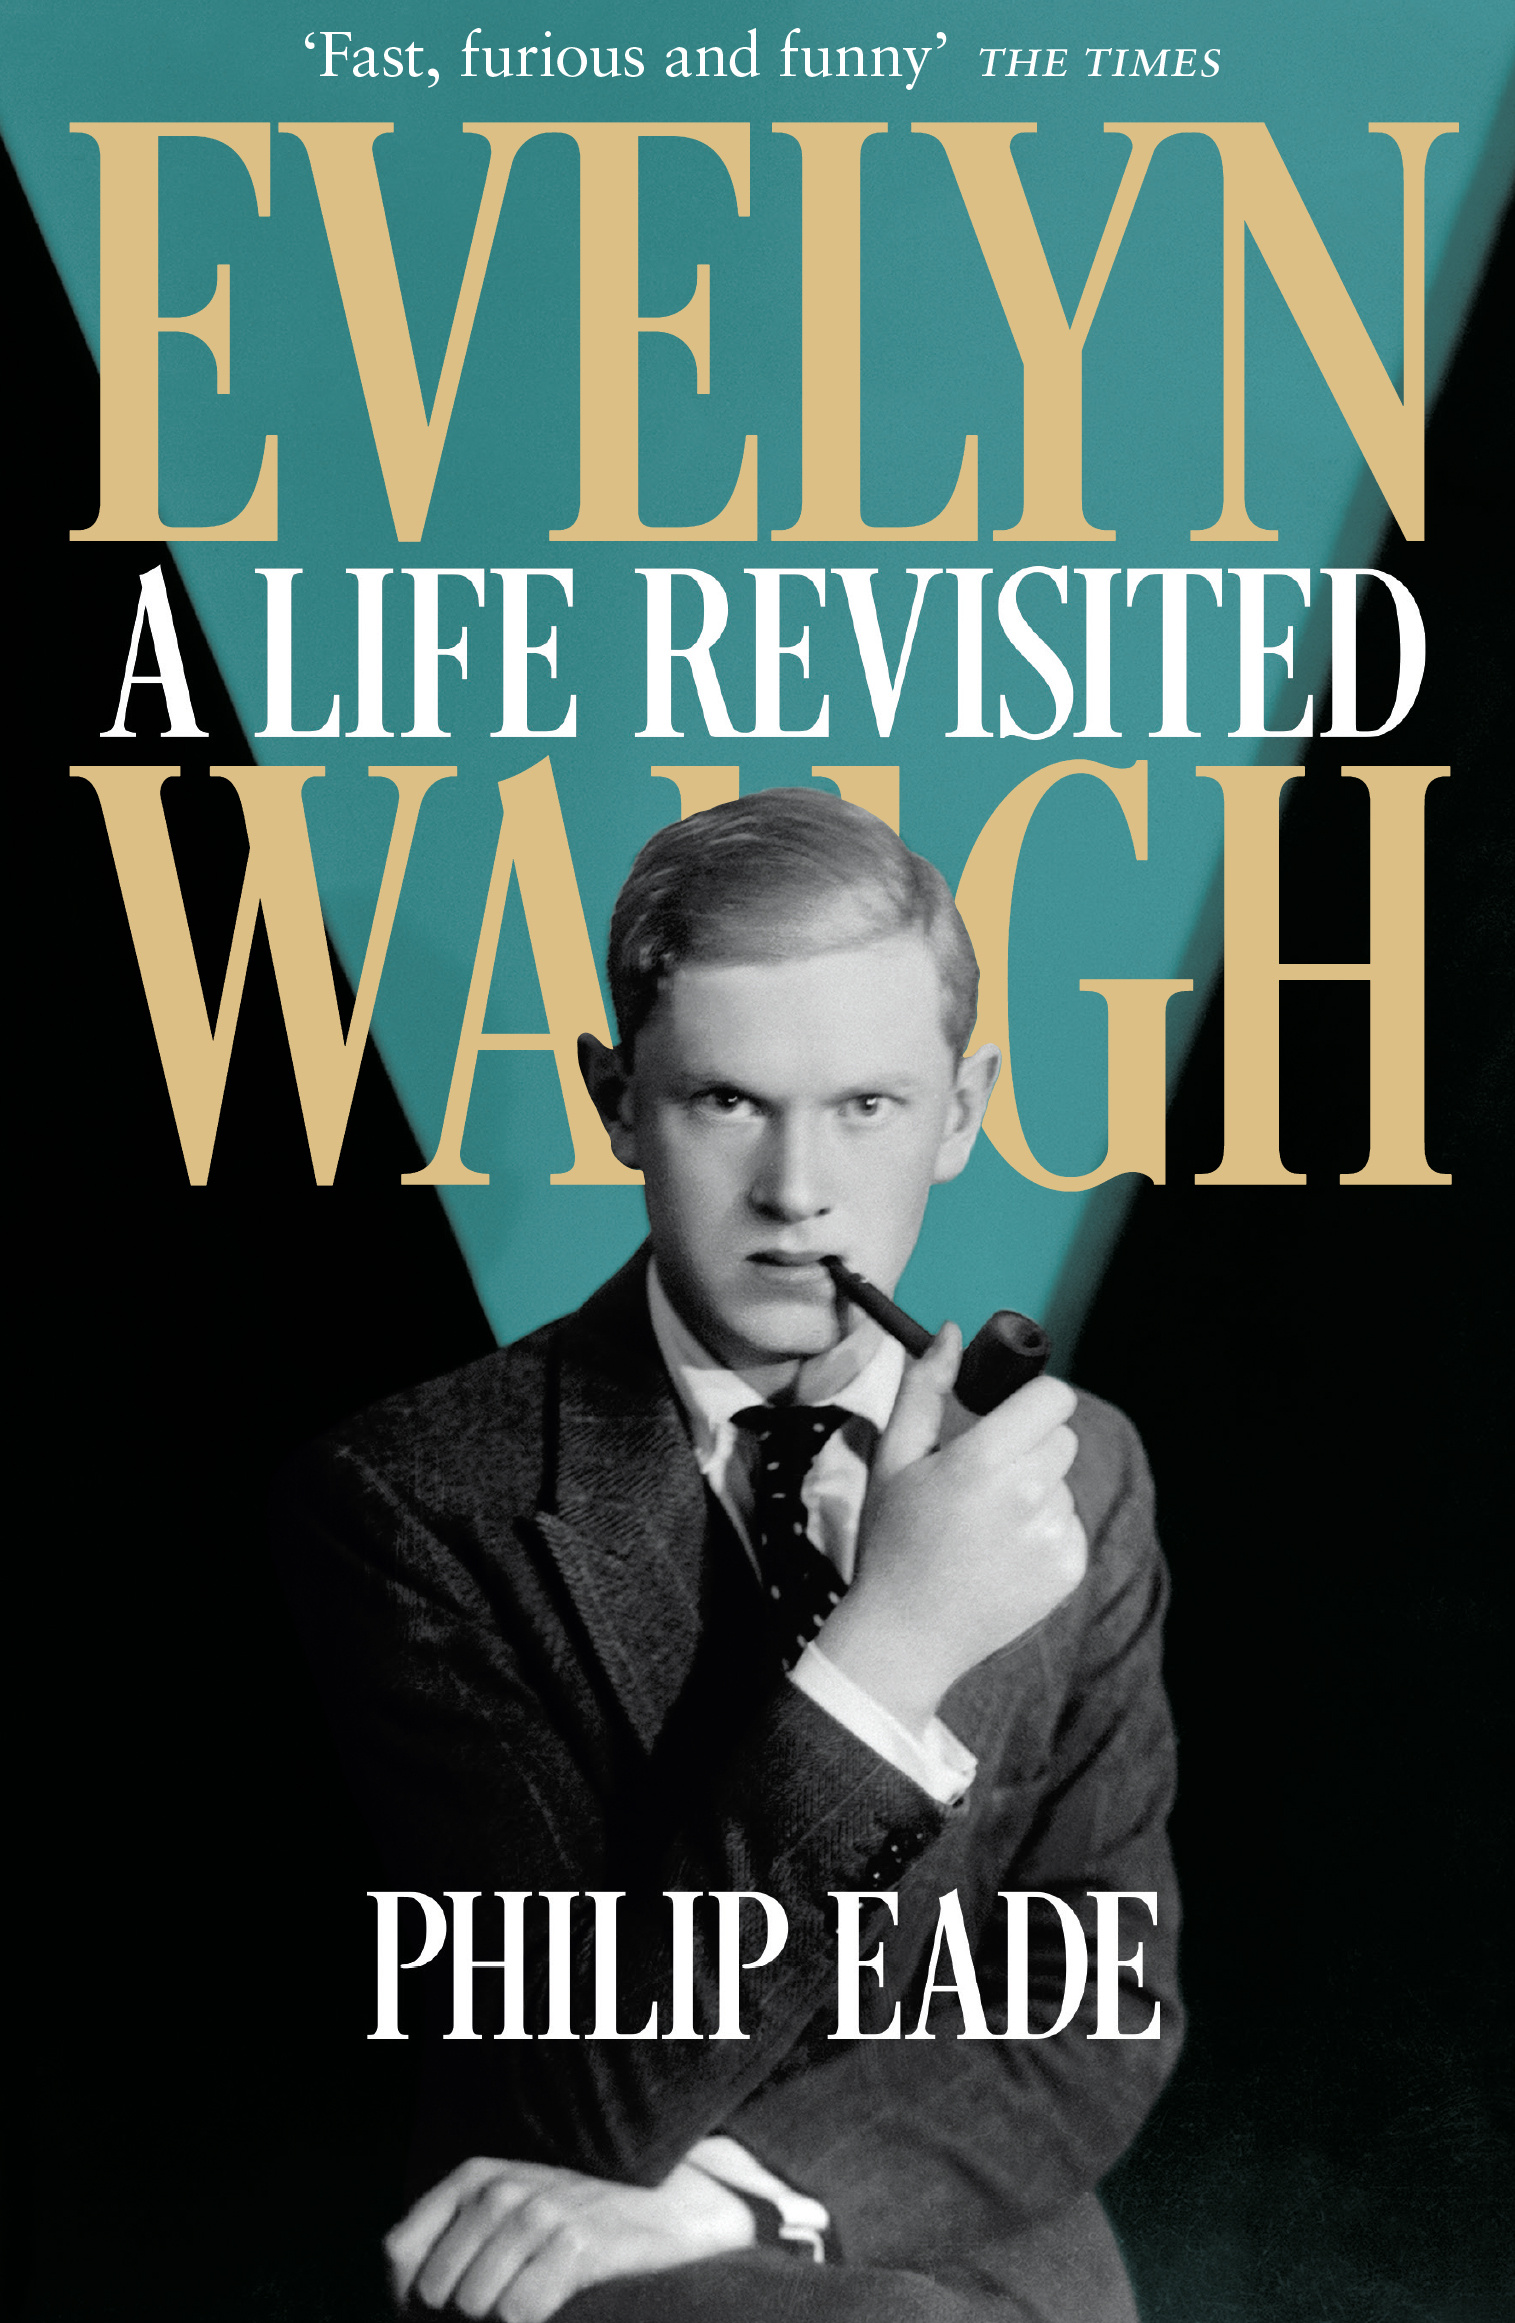 ‘Fast, furious and funny’ THE TIMES
EVELYN
A LIFE REVISITED
WAUGH
PHILIP EADE